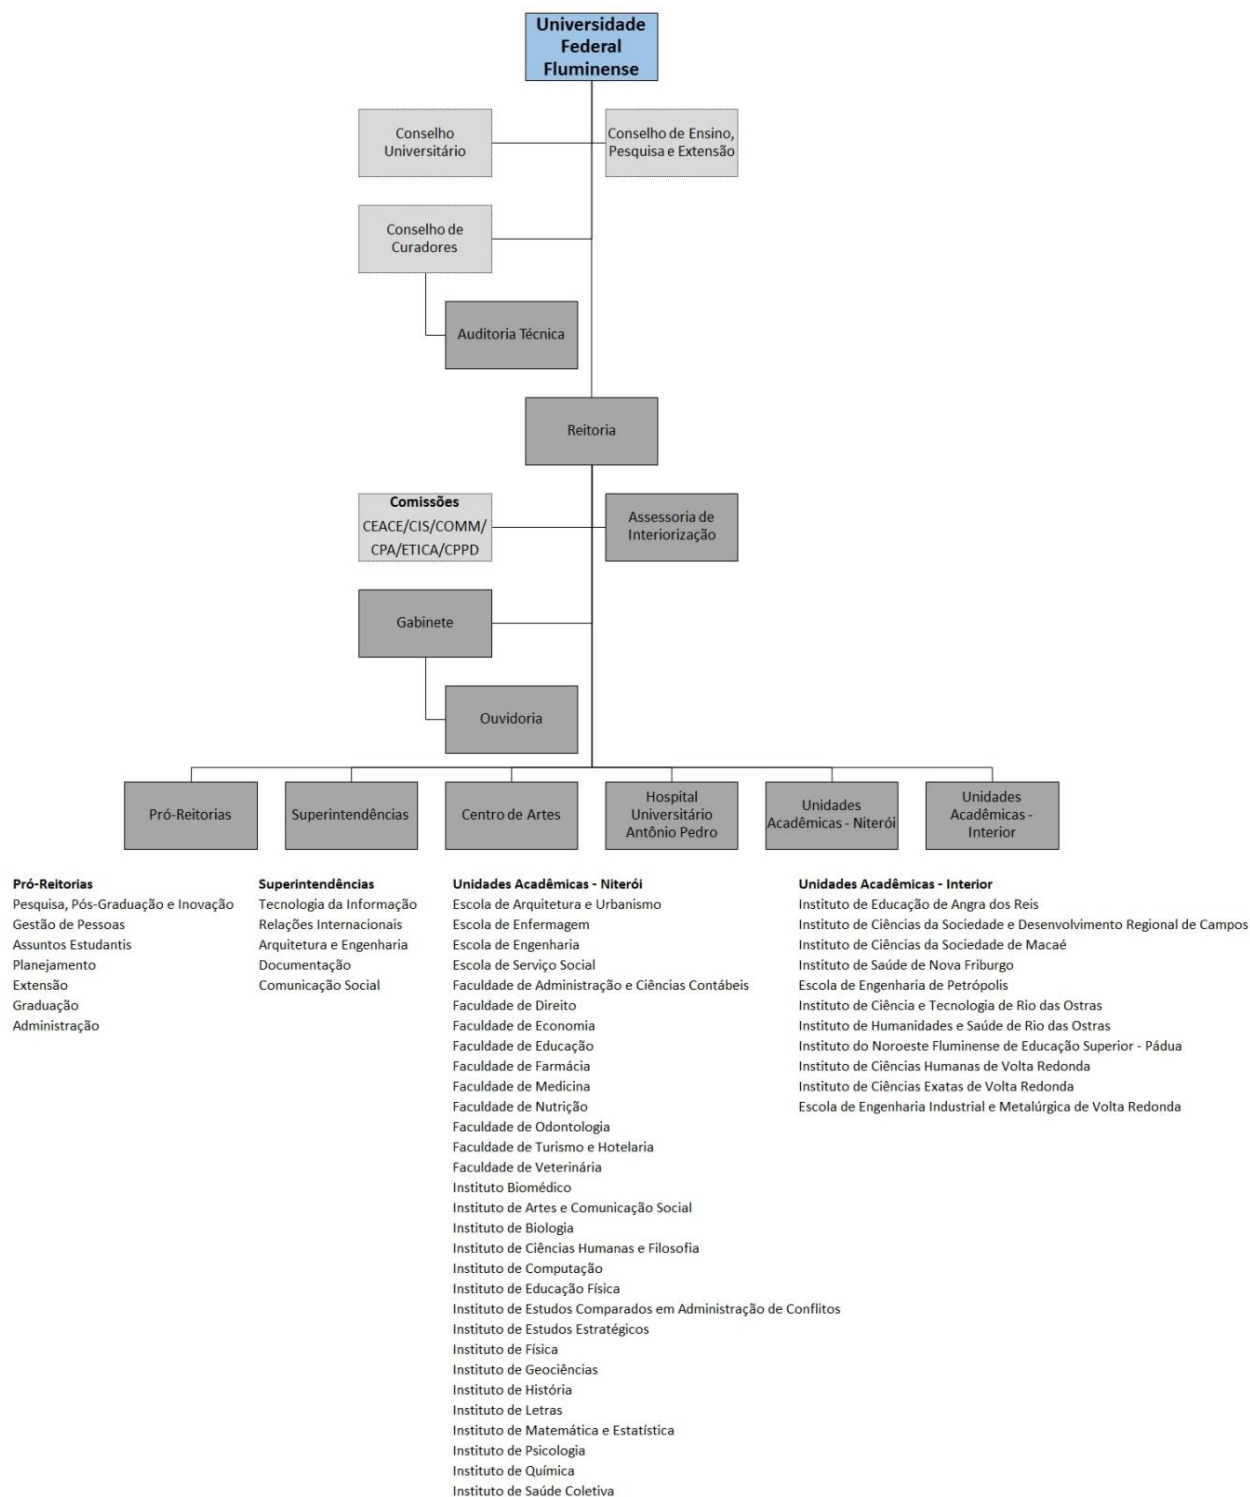 Universidade
Federal
Fluminense
Conselho
Universitário
Conselho de Ensino,
Pesquisa e Extensão
Conselho de
Curadores
Auditoria Técnica
Reitoria
Comissões
CEACE/CIS/COMM/
CPA/ETICA/CPPD
Assessoria de
Interiorização
Gabinete
Ouvidoria
Pró-Reitorias
Superintendências
Centro de Artes
Hospital
Universitário
Antônio Pedro
Unidades
Acadêmicas - Niterói
Unidades
Acadêmicas -
Interior
Pró-Reitorias
Pesquisa, Pós-Graduação e Inovação
Gestão de Pessoas
Assuntos Estudantis
Planejamento
Extensão
Graduação
Administração
Superintendências
Tecnologia da Informação
Relações Internacionais
Arquitetura e Engenharia
Documentação
Comunicação Social
Unidades Acadêmicas - Niterói
Escola de Arquitetura e Urbanismo
Escola de Enfermagem
Escola de Engenharia
Escola de Serviço Social
Faculdade de Administração e Ciências Contábeis
Faculdade de Direito
Faculdade de Economia
Faculdade de Educação
Faculdade de Farmácia
Faculdade de Medicina
Faculdade de Nutrição
Faculdade de Odontologia
Faculdade de Turismo e Hotelaria
Faculdade de Veterinária
Instituto Biomédico
Instituto de Artes e Comunicação Social
Instituto de Biologia
Instituto de Ciências Humanas e Filosofia
Instituto de Computação
Instituto de Educação Física
Instituto de Estudos Comparados em Administração de Conflitos
Instituto de Estudos Estratégicos
Instituto de Física
Instituto de Geociências
Instituto de História
Instituto de Letras
Instituto de Matemática e Estatística
Instituto de Psicologia
Instituto de Química
Instituto de Saúde Coletiva
Unidades Acadêmicas - Interior
Instituto de Educação de Angra dos Reis
Instituto de Ciências da Sociedade e Desenvolvimento Regional de Campos
Instituto de Ciências da Sociedade de Macaé
Instituto de Saúde de Nova Friburgo
Escola de Engenharia de Petrópolis
Instituto de Ciência e Tecnologia de Rio das Ostras
Instituto de Humanidades e Saúde de Rio das Ostras
Instituto do Noroeste Fluminense de Educação Superior - Pádua
Instituto de Ciências Humanas de Volta Redonda
Instituto de Ciências Exatas de Volta Redonda
Escola de Engenharia Industrial e Metalúrgica de Volta Redonda